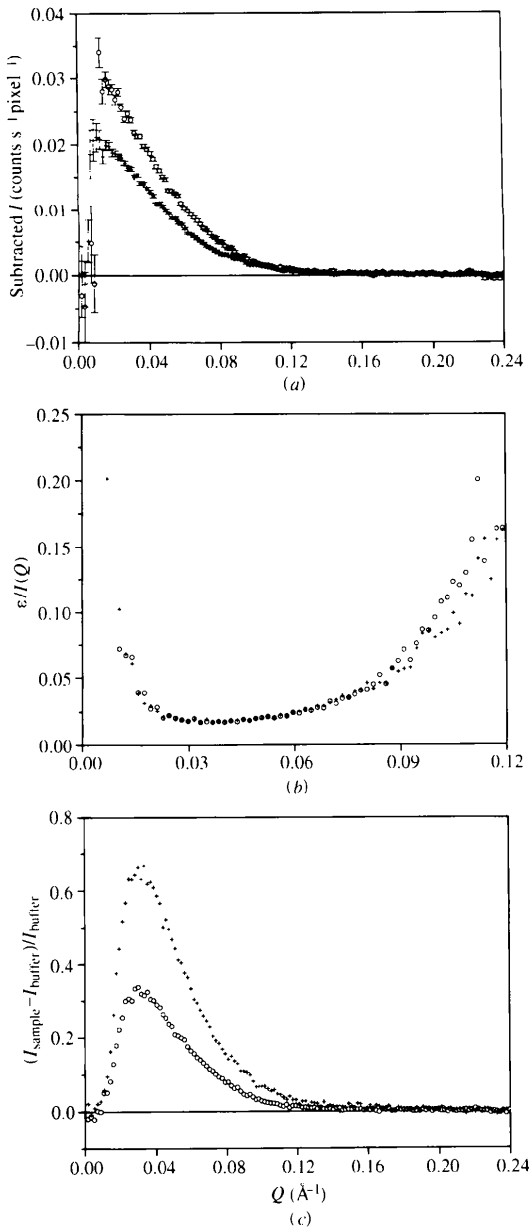 0.04
0.03
0.02
0.01
0.00
−0.01
Subtracted I (counts s⁻¹ pixel⁻¹)
0.00 0.04 0.08 0.12 0.16 0.20 0.24
(a)
0.25
0.20
0.15
0.10
0.05
0.00
ε/I(Q)
0.00 0.03 0.06 0.09 0.12
(b)
0.8
0.6
0.4
0.2
0.0
(I_sample−I_buffer)/I_buffer
0.00 0.04 0.08 0.12 0.16 0.20 0.24
Q (Å⁻¹)
(c)